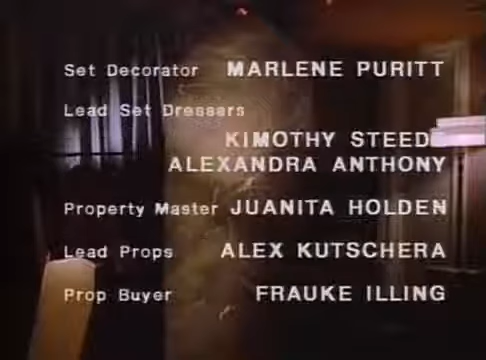 Set Decorator MARLENE PURITT
Lead Set Dressers
KIMOTHY STEED
ALEXANDRA ANTHONY
Property Master JUANITA HOLDEN
Lead Props ALEX KUTSCHERA
Prop Buyer FRAUKE ILLING